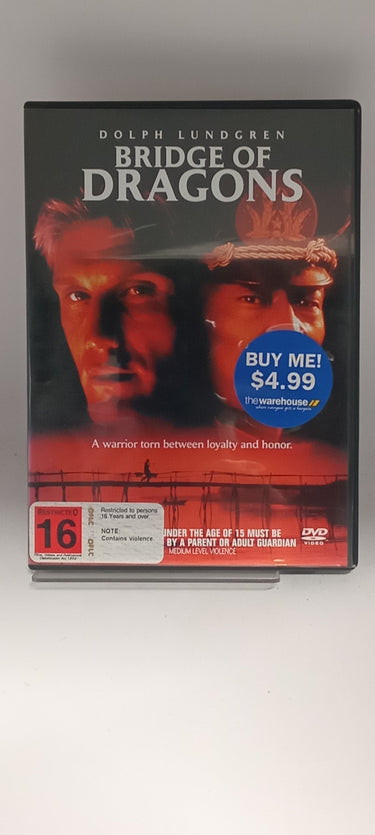 DOLPH LUNDGREN
BRIDGE OF
DRAGONS
BUY ME!
$4.99
thewarehouse
where everyone gets a bargain
A warrior torn between loyalty and honor.
RESTRICTED
16
Restricted to persons
16 Years and over.
NOTE:
Contains violence.
OFLC
UNDER THE AGE OF 15 MUST BE
BY A PARENT OR ADULT GUARDIAN
MEDIUM LEVEL VIOLENCE
DVD
VIDEO